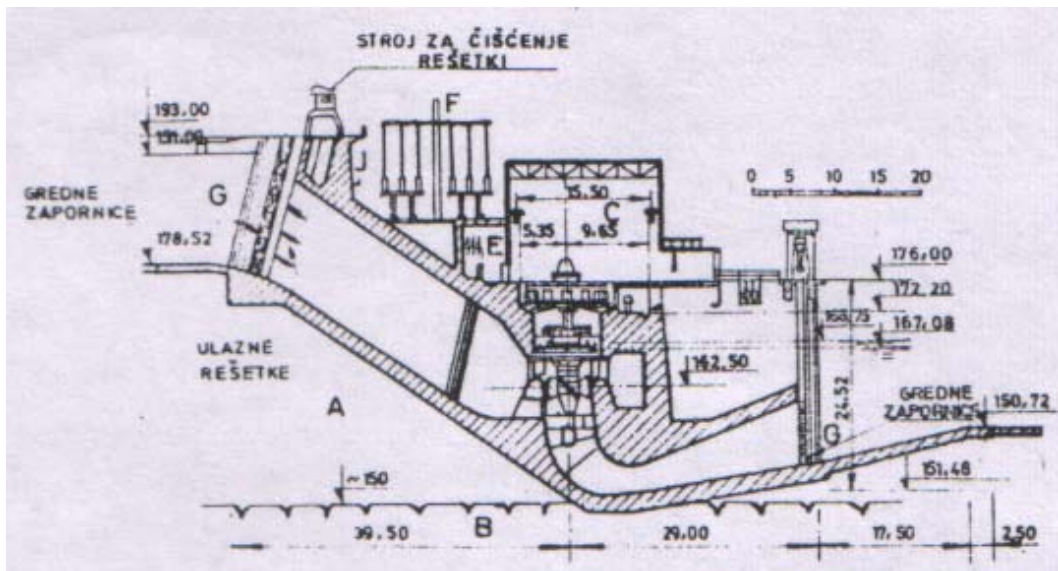 STROJ ZA ČIŠĆENJE
REŠETKI
F
193.00
191.00
G
GREDNE
ZAPORNICE
15.50
C
0 5 10 15 20
5.35 9.65
E
178.52
176.00
172.20
167.08
162.50
ULAZNE
REŠETKE
A
24.52
GREDNE
ZAPORNICE
150.72
G
151.48
~150
B
39.50 29.00 17.50 2.50